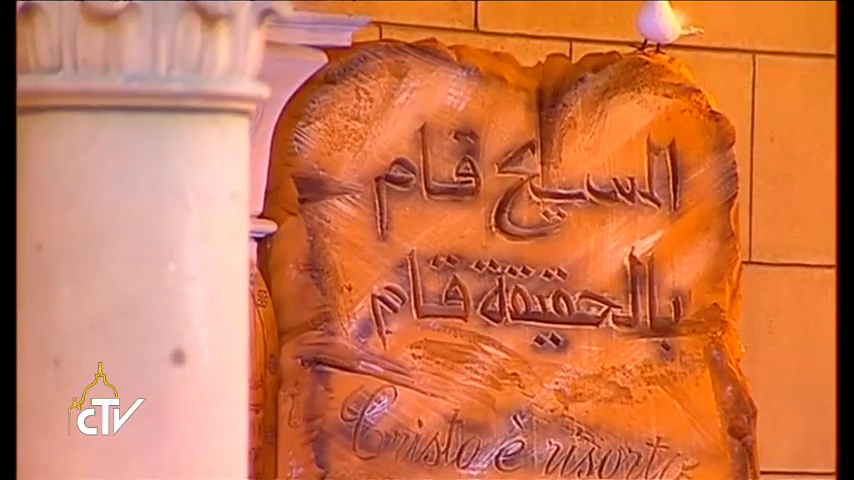 المسيح قام
بالحقيقة قام
Cristo è risorto
CTV